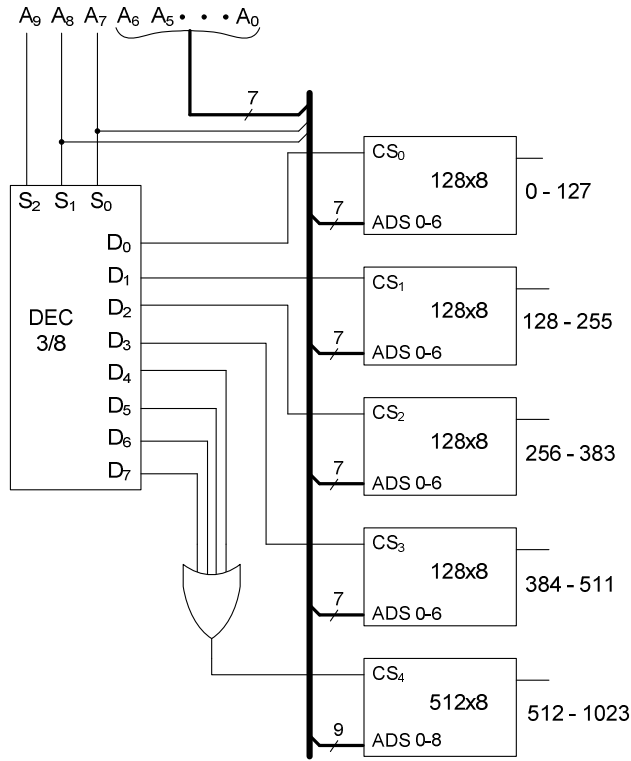 A₉ A₈ A₇ A₆ A₅ • • • A₀
7
S₂ S₁ S₀
DEC
3/8
D₀
D₁
D₂
D₃
D₄
D₅
D₆
D₇
CS₀
128x8
7
ADS 0-6
0 - 127
CS₁
128x8
7
ADS 0-6
128 - 255
CS₂
128x8
7
ADS 0-6
256 - 383
CS₃
128x8
7
ADS 0-6
384 - 511
CS₄
512x8
9
ADS 0-8
512 - 1023